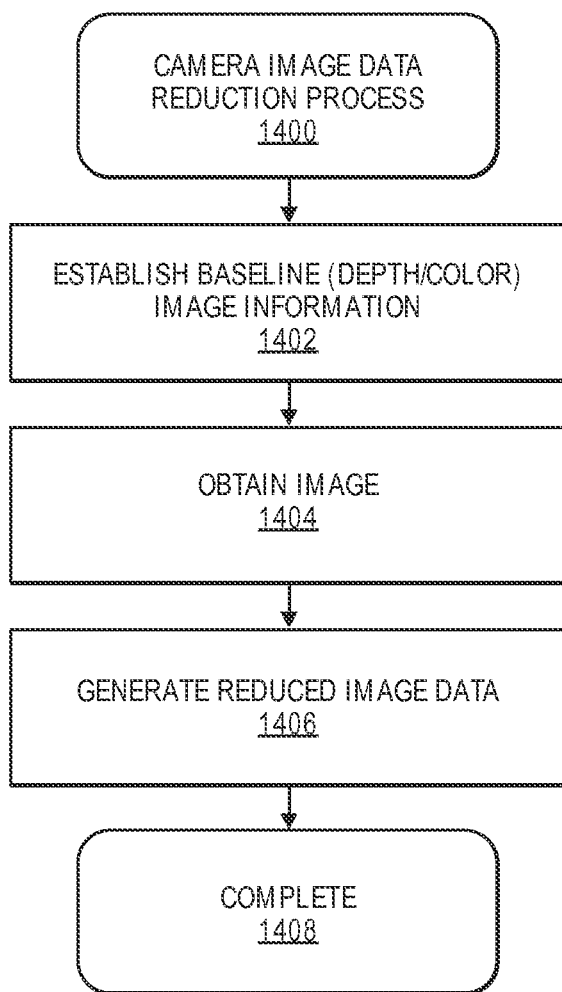 CAMERA IMAGE DATA
REDUCTION PROCESS
1400
ESTABLISH BASELINE (DEPTH/COLOR)
IMAGE INFORMATION
1402
OBTAIN IMAGE
1404
GENERATE REDUCED IMAGE DATA
1406
COMPLETE
1408